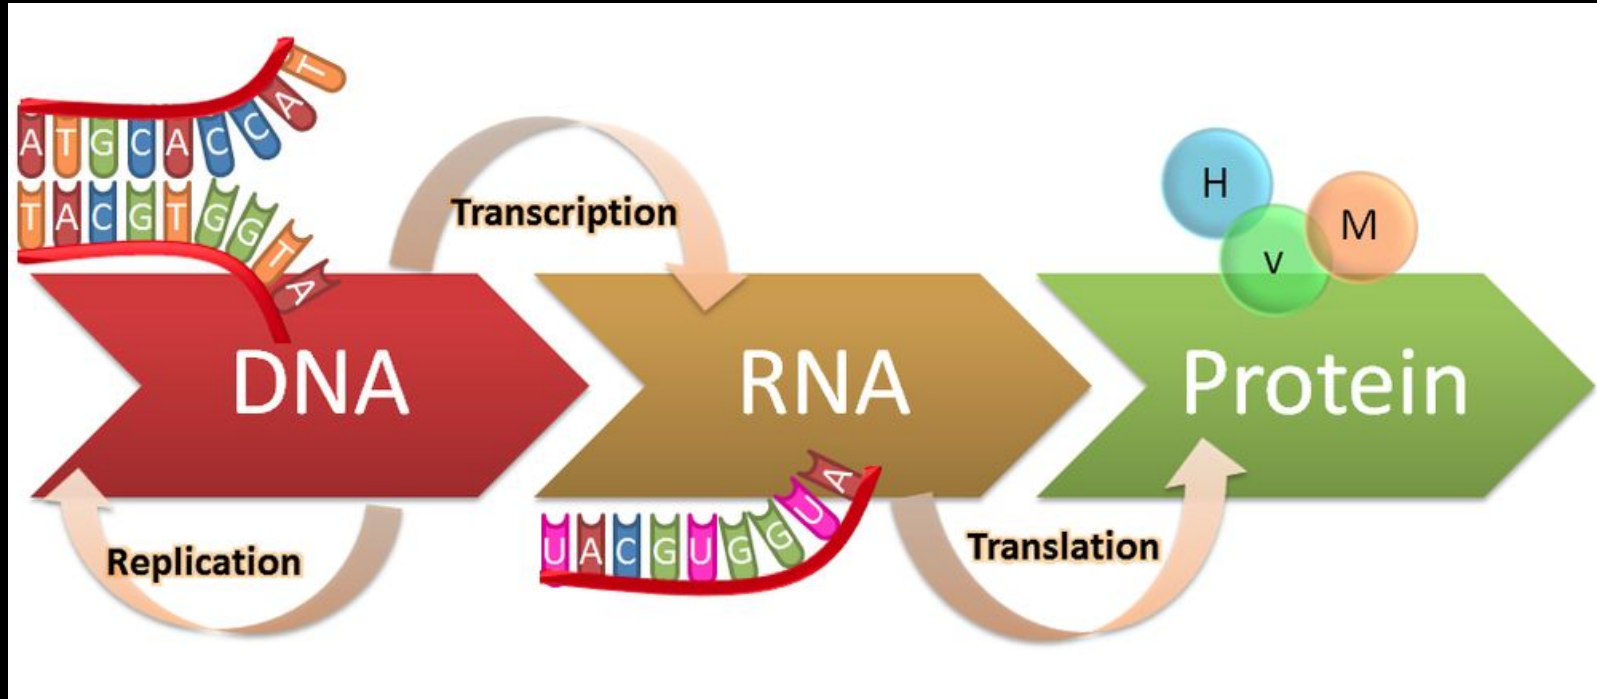 ATGCACCAT
TACGTGGTA
Transcription
H
v
M
DNA
RNA
Protein
Replication
UACGUGGUA
Translation